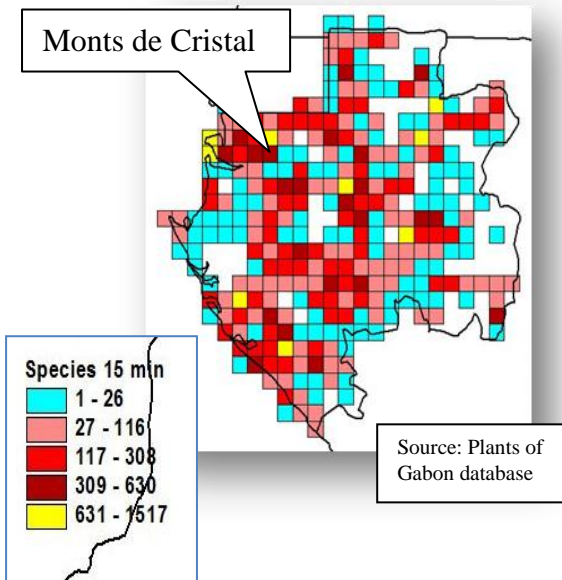 Monts de Cristal
Species 15 min
1 - 26
27 - 116
117 - 308
309 - 630
631 - 1517
Source: Plants of
Gabon database